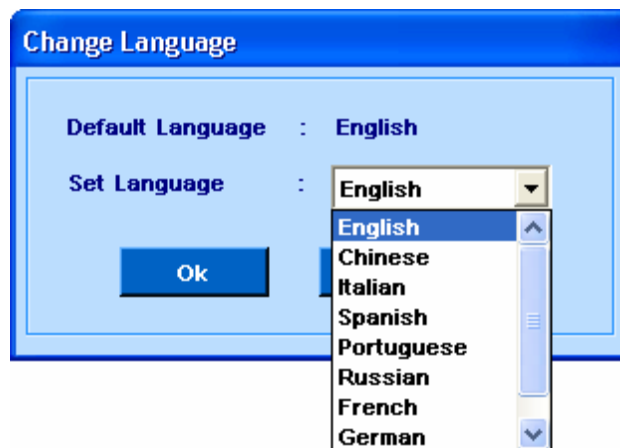 Change Language
Default Language : English
Set Language : English
English
Chinese
Italian
Spanish
Portuguese
Russian
French
German
Ok